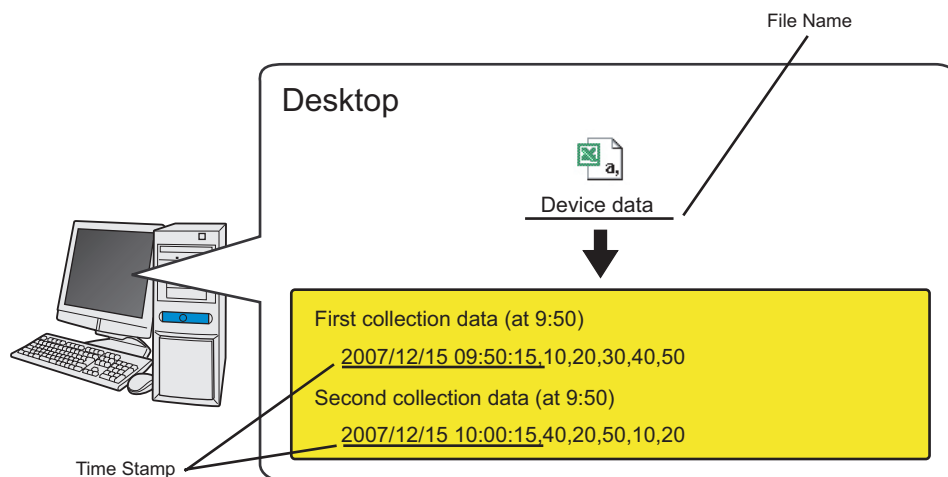 File Name
Desktop
a,
Device data
First collection data (at 9:50)
2007/12/15 09:50:15,10,20,30,40,50
Second collection data (at 9:50)
2007/12/15 10:00:15,40,20,50,10,20
Time Stamp